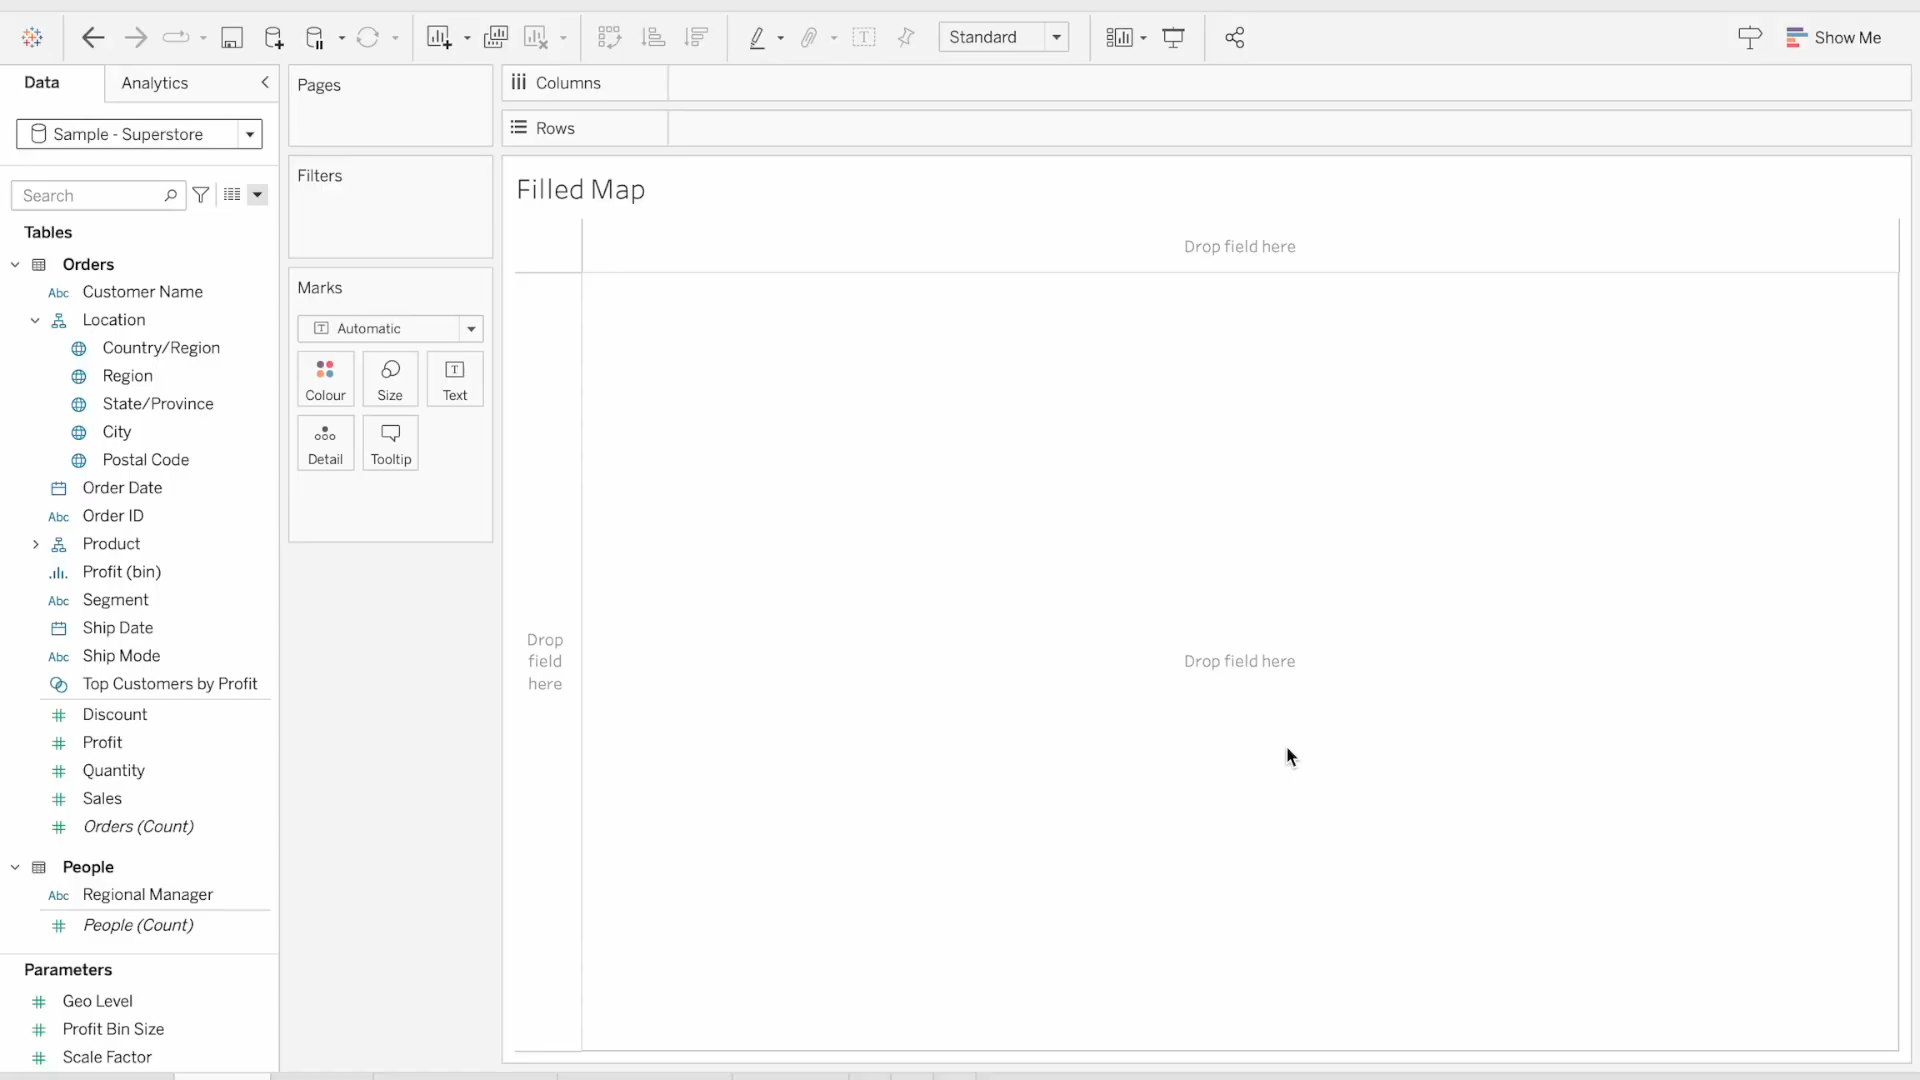 Standard
Show Me
Data
Analytics
Sample - Superstore
Search
Tables
Orders
Abc Customer Name
Location
Country/Region
Region
State/Province
City
Postal Code
Order Date
Abc Order ID
Product
Profit (bin)
Abc Segment
Ship Date
Abc Ship Mode
Top Customers by Profit
# Discount
# Profit
# Quantity
# Sales
# Orders (Count)
People
Abc Regional Manager
# People (Count)
Parameters
# Geo Level
# Profit Bin Size
# Scale Factor
Pages
Filters
Marks
T Automatic
Colour
Size
T
Text
Detail
Tooltip
Columns
Rows
Filled Map
Drop field here
Drop
field
here
Drop field here